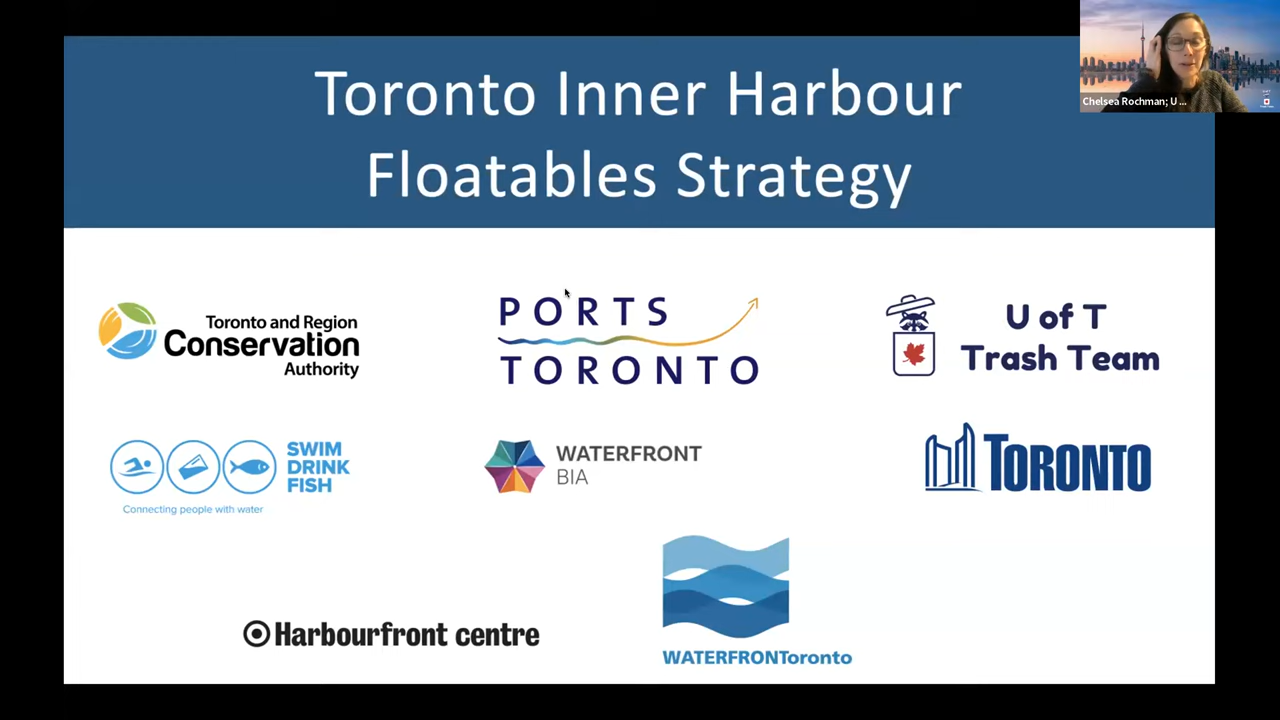 Toronto Inner Harbour
Floatables Strategy
Chelsea Rochman; U ...
Toronto and Region
Conservation
Authority
PORTS
TORONTO
U of T
Trash Team
SWIM
DRINK
FISH
Connecting people with water
WATERFRONT
BIA
TORONTO
Harbourfront centre
WATERFRONToronto